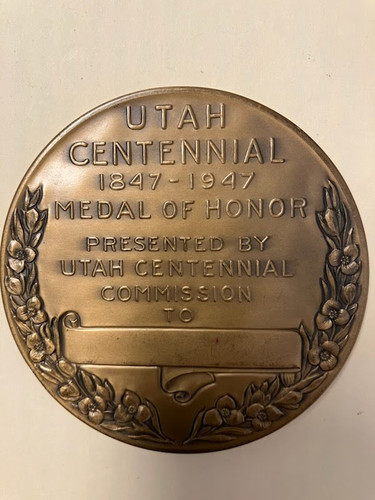 UTAH
CENTENNIAL
1847-1947
MEDAL OF HONOR
PRESENTED BY
UTAH CENTENNIAL
COMMISSION
TO